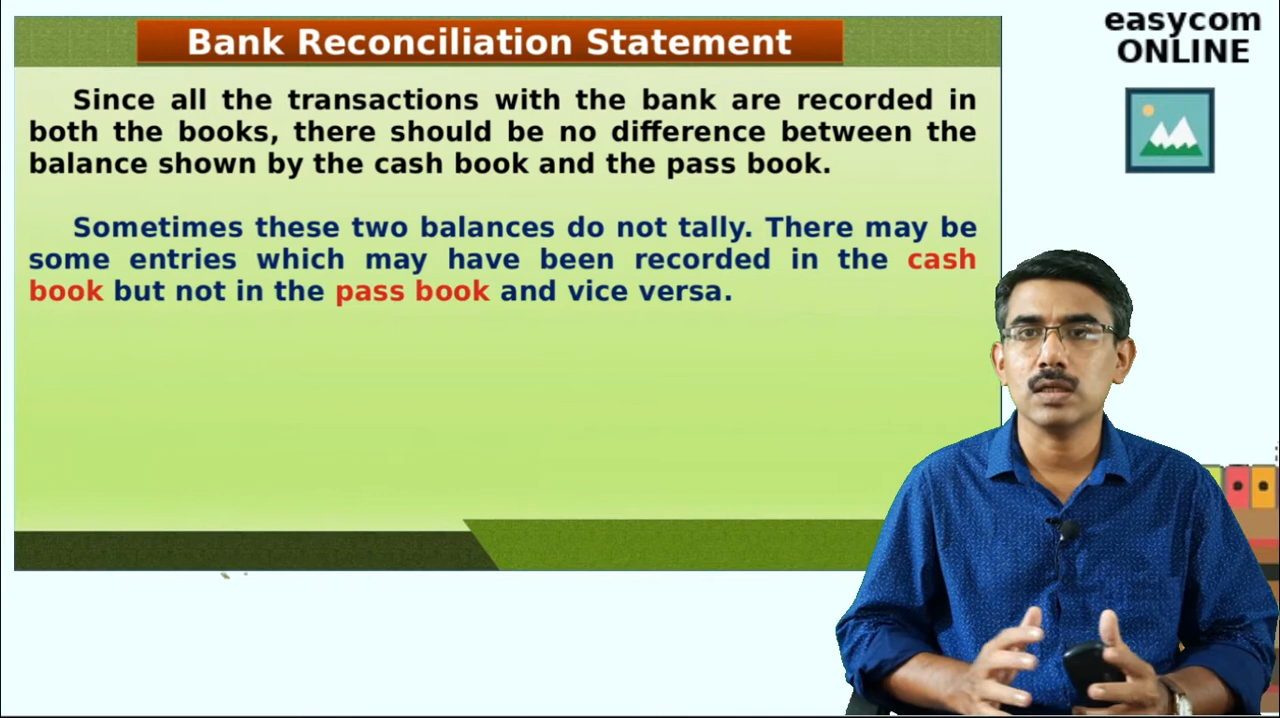 Bank Reconciliation Statement
easycom
ONLINE
Since all the transactions with the bank are recorded in
both the books, there should be no difference between the
balance shown by the cash book and the pass book.
Sometimes these two balances do not tally. There may be
some entries which may have been recorded in the cash
book but not in the pass book and vice versa.